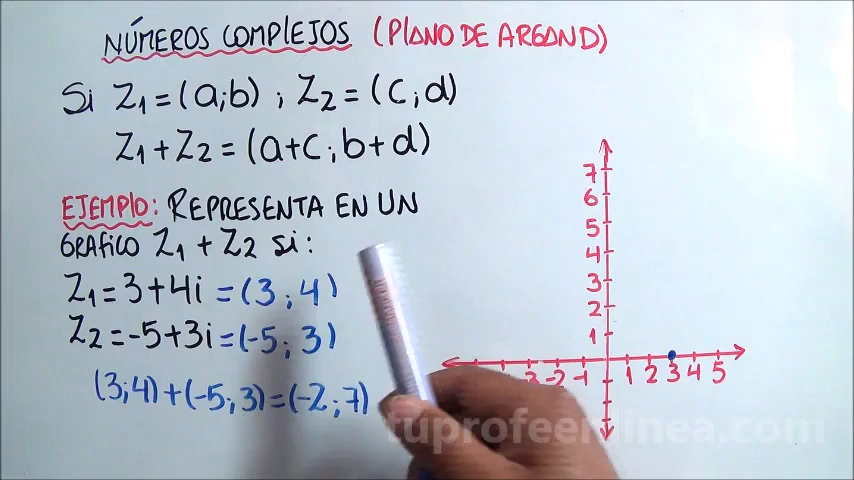 NÚMEROS COMPLEJOS (PLANO DE ARGAND)
Si Z1 = (a;b) ; Z2 = (c;d)
Z1 + Z2 = (a+c ; b+d)
EJEMPLO: REPRESENTA EN UN
GRAFICO Z1 + Z2 Si:
Z1 = 3+4i = (3 ; 4)
Z2 = -5+3i = (-5 ; 3)
(3;4) + (-5;3) = (-2;7)
7
6
5
4
3
2
1
-3 -2 -1 1 2 3 4 5
tuprofeenlinea.com